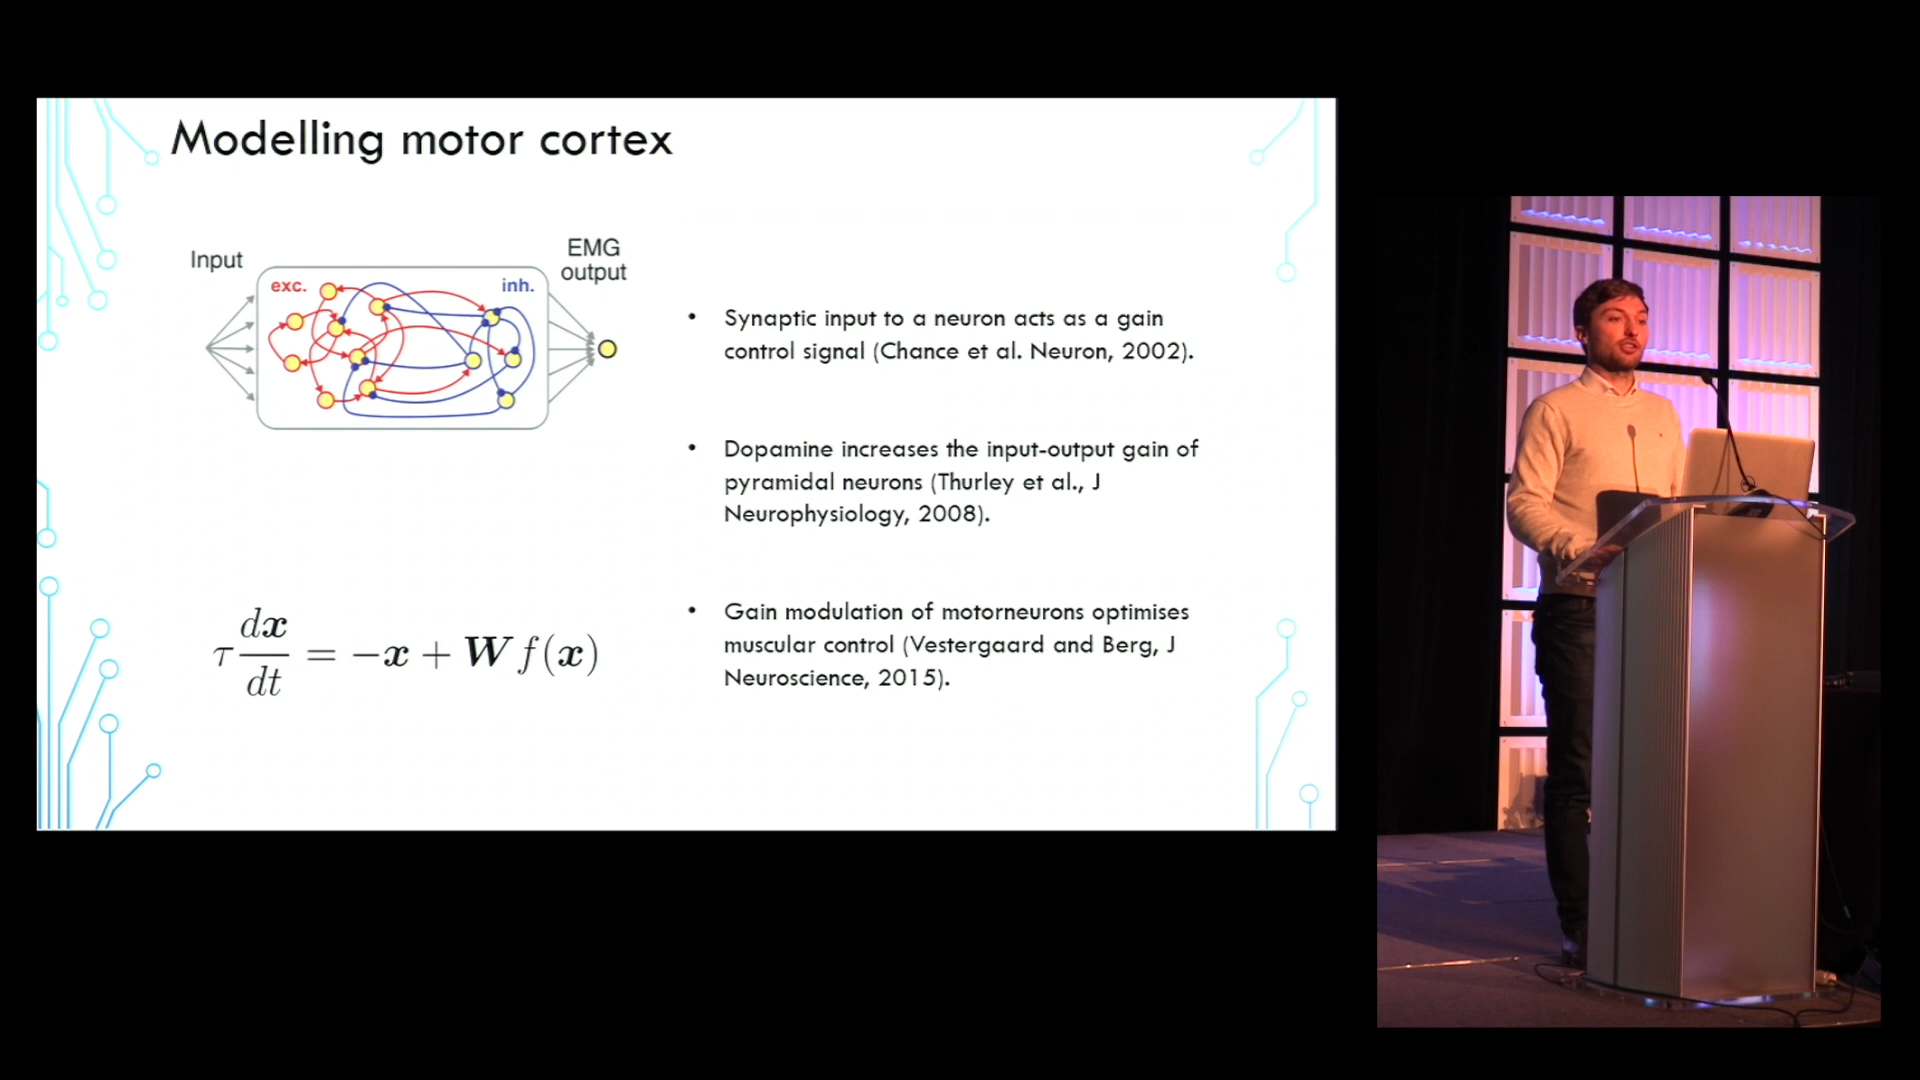 Modelling motor cortex
Input
EMG
output
exc.
inh.
• Synaptic input to a neuron acts as a gain
control signal (Chance et al. Neuron, 2002).
• Dopamine increases the input-output gain of
pyramidal neurons (Thurley et al., J
Neurophysiology, 2008).
• Gain modulation of motorneurons optimises
muscular control (Vestergaard and Berg, J
Neuroscience, 2015).
τ dx/dt = −x + W f(x)